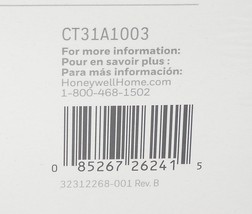 CT31A1003
For more information:
Pour en savoir plus :
Para más información:
HoneywellHome.com
1-800-468-1502
0 85267 26241 5
32312268-001 Rev. B